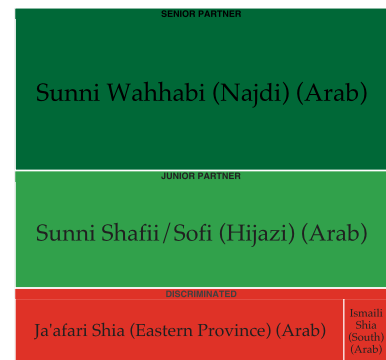 SENIOR PARTNER
Sunni Wahhabi (Najdi) (Arab)
JUNIOR PARTNER
Sunni Shafii/Sofi (Hijazi) (Arab)
DISCRIMINATED
Ja'afari Shia (Eastern Province) (Arab)
Ismaili
Shia
(South)
(Arab)